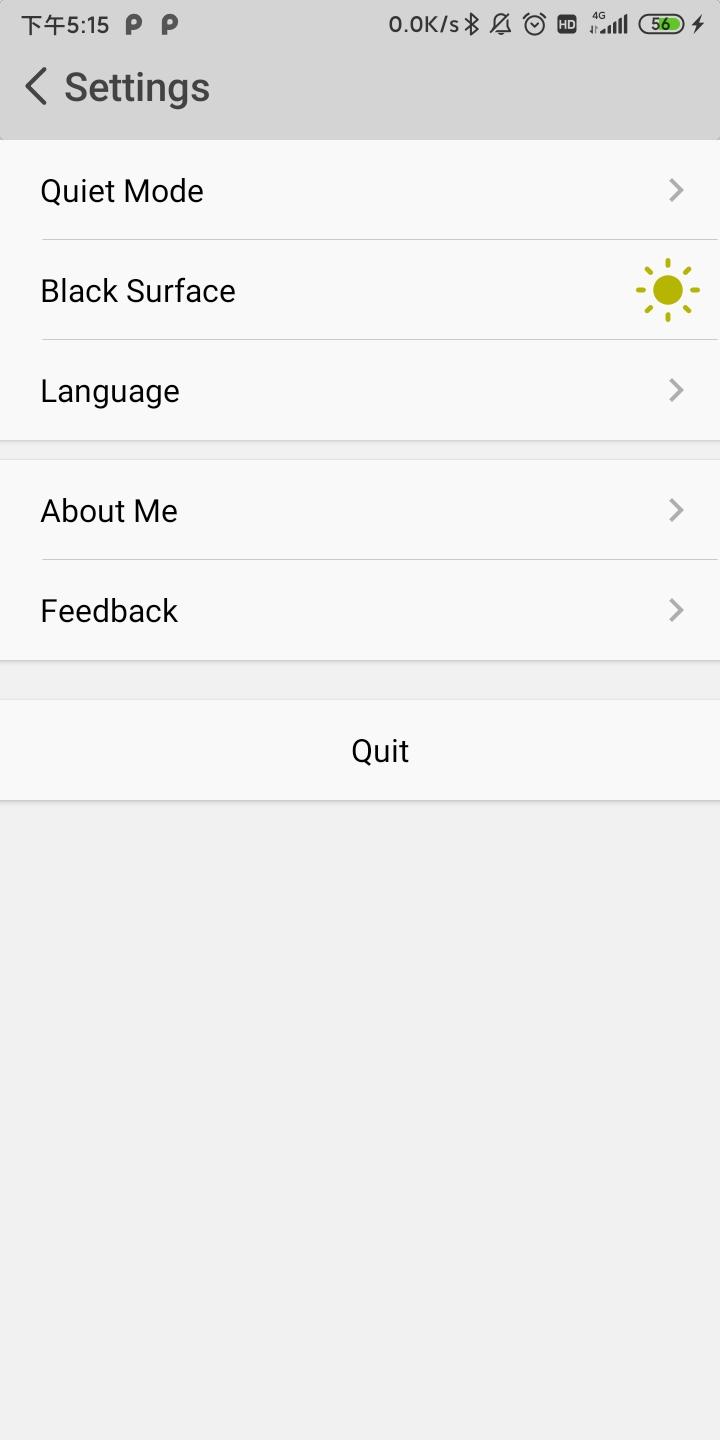 下午5:15 0.0K/s HD 4G 56
Settings
Quiet Mode
Black Surface
Language
About Me
Feedback
Quit